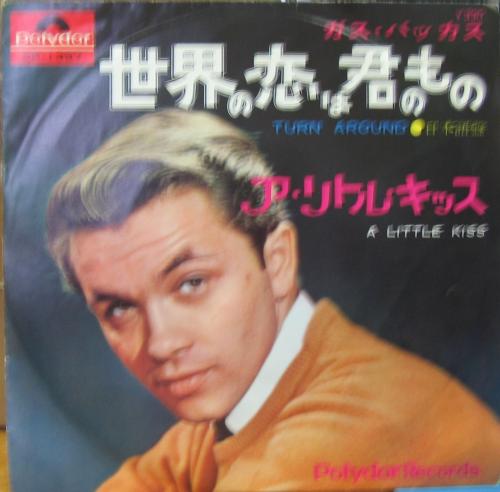 Polydor
ガス・バッカス
世界の恋は君のもの
TURN AROUND
ア・リトル・キッス
A LITTLE KISS
Polydor Records